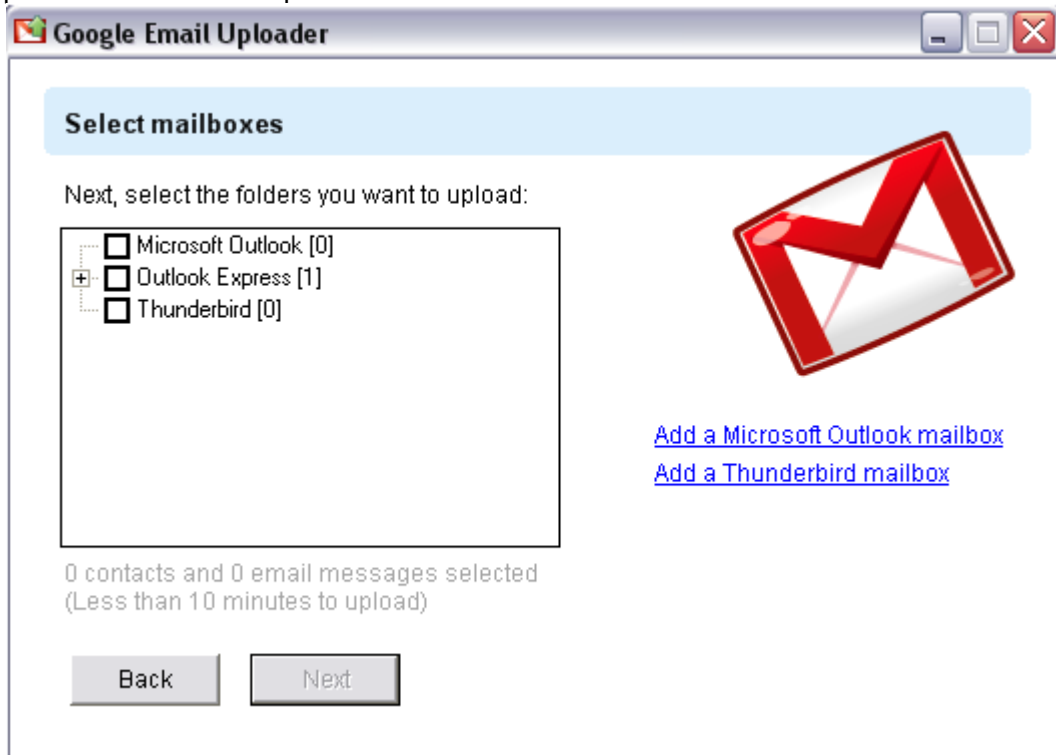 Google Email Uploader
Select mailboxes
Next, select the folders you want to upload:
Microsoft Outlook [0]
Outlook Express [1]
Thunderbird [0]
Add a Microsoft Outlook mailbox
Add a Thunderbird mailbox
0 contacts and 0 email messages selected
(Less than 10 minutes to upload)
Back
Next